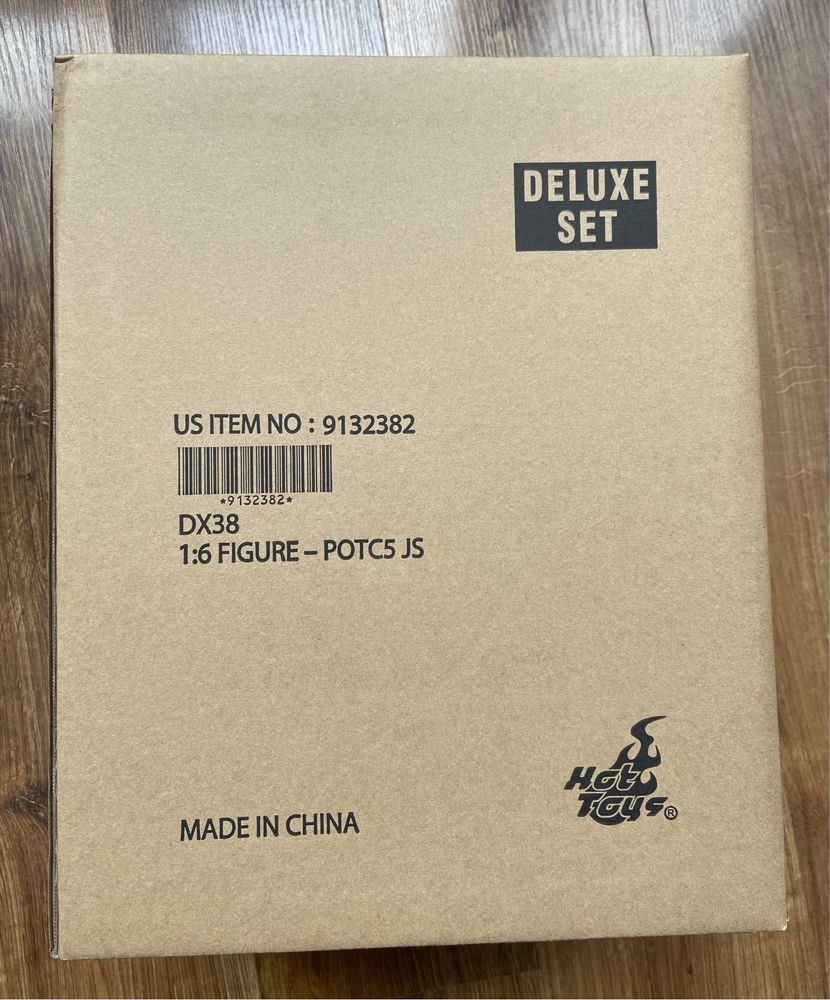 DELUXE
SET
US ITEM NO : 9132382
*9132382*
DX38
1:6 FIGURE – POTC5 JS
MADE IN CHINA
Hot
Toys®